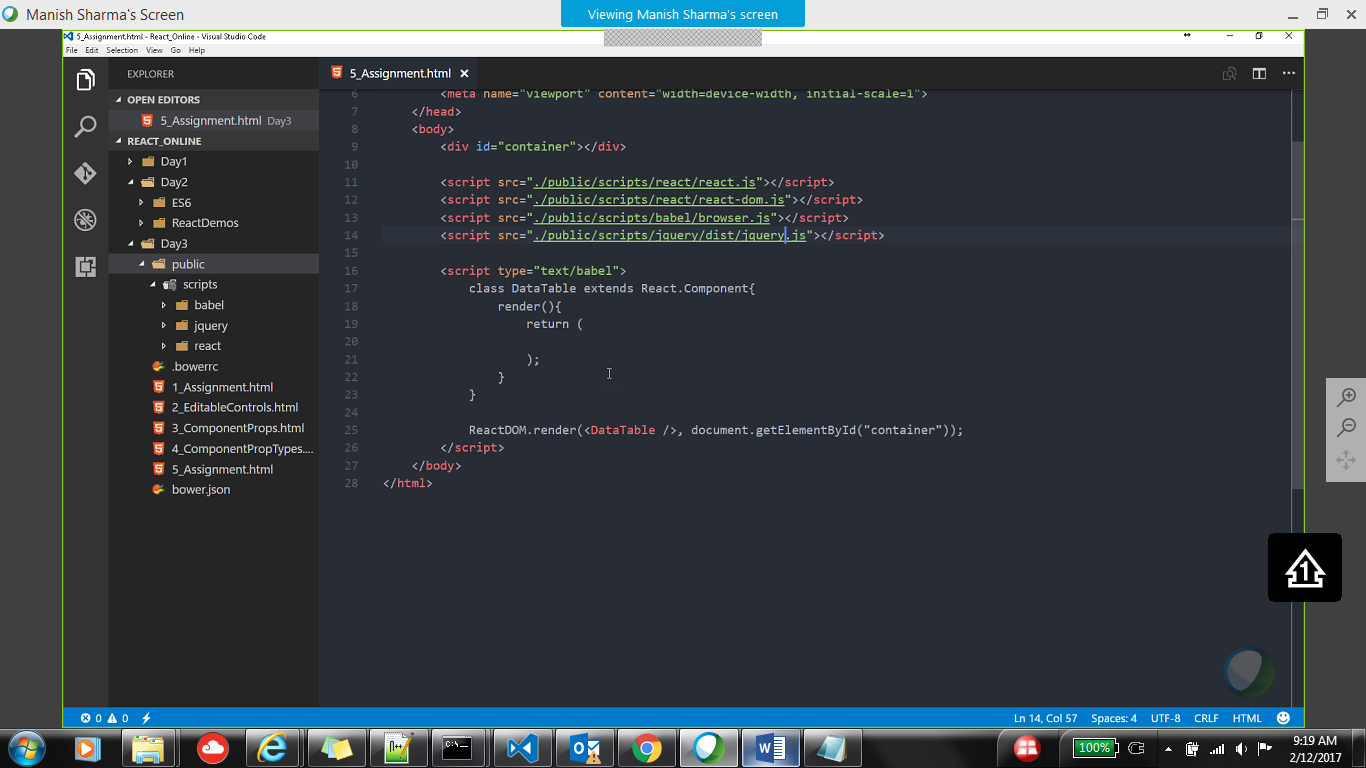 Manish Sharma's Screen
Viewing Manish Sharma's screen
5_Assignment.html - React_Online - Visual Studio Code
File Edit Selection View Go Help
EXPLORER
OPEN EDITORS
5_Assignment.html Day3
REACT_ONLINE
Day1
Day2
ES6
ReactDemos
Day3
public
scripts
babel
jquery
react
.bowerrc
1_Assignment.html
2_EditableControls.html
3_ComponentProps.html
4_ComponentPropTypes....
5_Assignment.html
bower.json
5_Assignment.html
6 <meta name="viewport" content="width=device-width, initial-scale=1">
7 </head>
8 <body>
9 <div id="container"></div>
10
11 <script src="./public/scripts/react/react.js"></script>
12 <script src="./public/scripts/react/react-dom.js"></script>
13 <script src="./public/scripts/babel/browser.js"></script>
14 <script src="./public/scripts/jquery/dist/jquery.js"></script>
15
16 <script type="text/babel">
17 class DataTable extends React.Component{
18 render(){
19 return (
20
21 );
22 }
23 }
24
25 ReactDOM.render(<DataTable />, document.getElementById("container"));
26 </script>
27 </body>
28 </html>
1
0 0
Ln 14, Col 57 Spaces: 4 UTF-8 CRLF HTML
100%
9:19 AM
2/12/2017